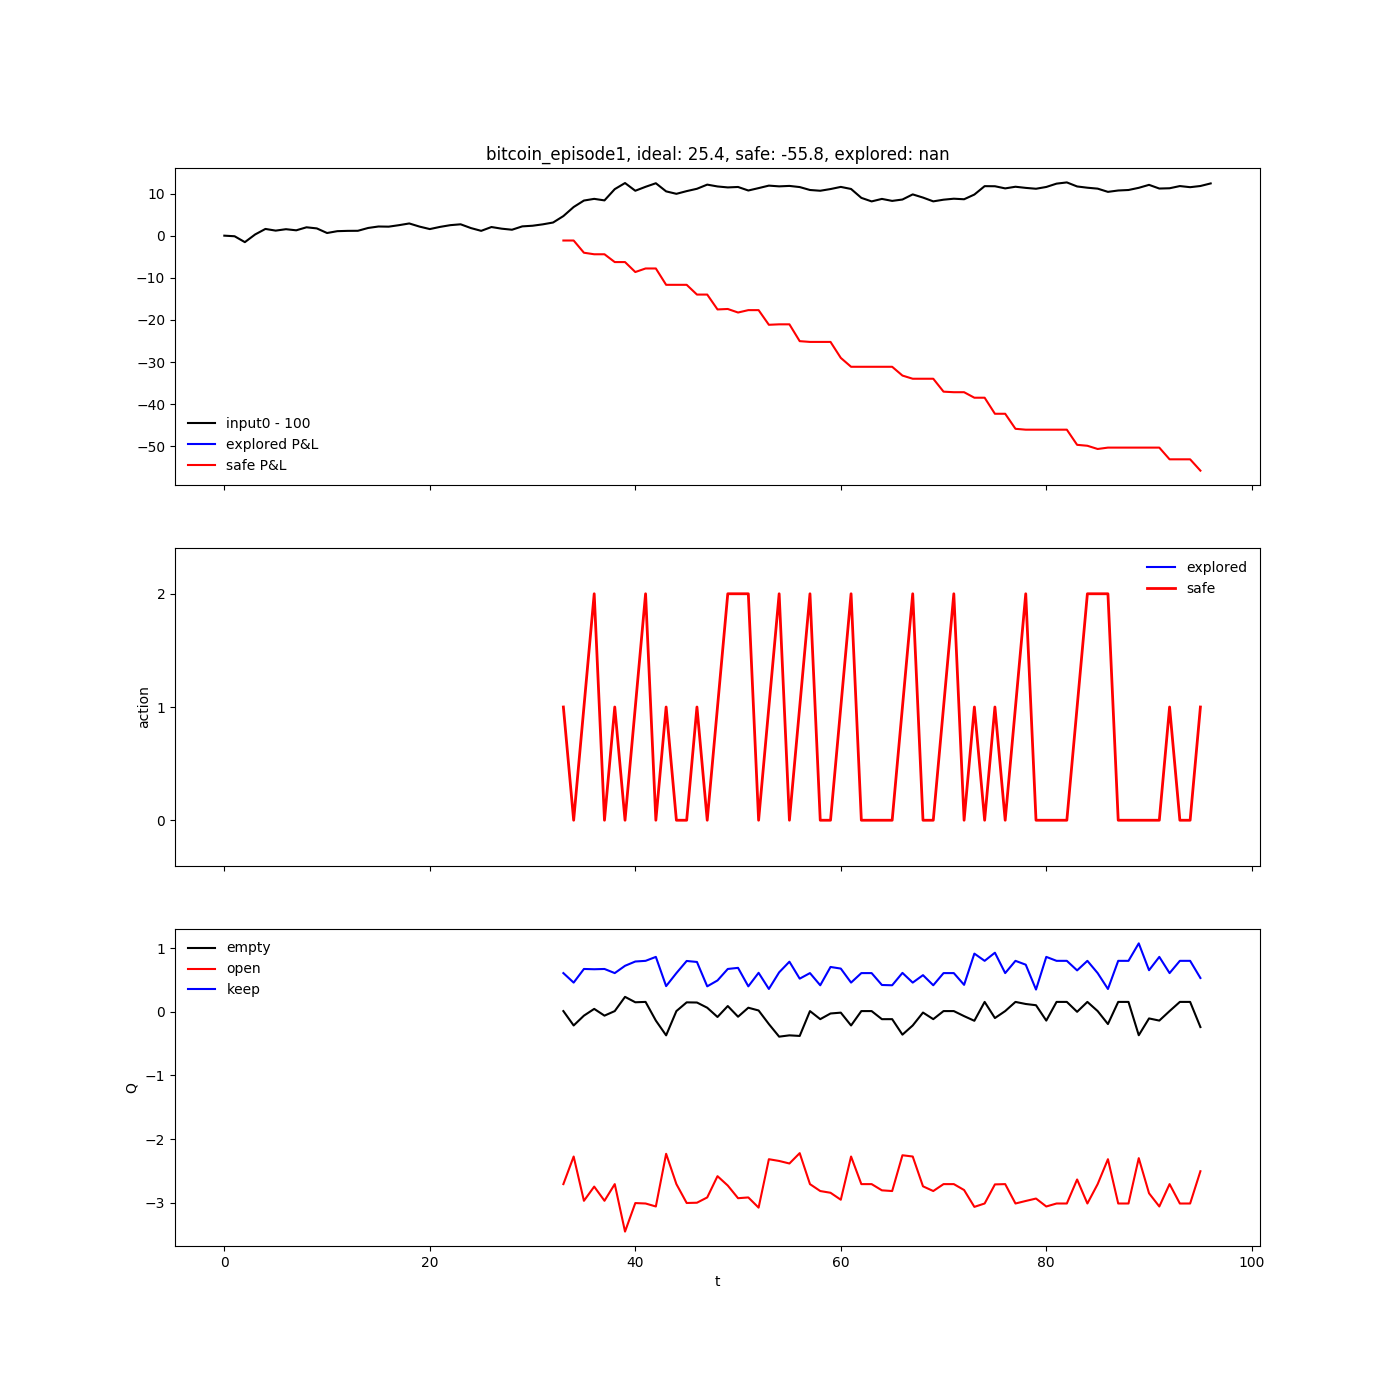 bitcoin_episode1, ideal: 25.4, safe: -55.8, explored: nan
10
0
−10
−20
−30
−40
−50
input0 - 100
explored P&L
safe P&L
action
2
1
0
explored
safe
Q
1
0
−1
−2
−3
empty
open
keep
0
20
40
60
80
100
t